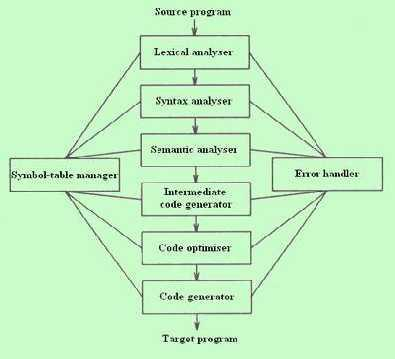 Source program
Lexical analyser
Syntax analyser
Semantic analyser
Symbol-table manager
Error handler
Intermediate
code generator
Code optimiser
Code generator
Target program